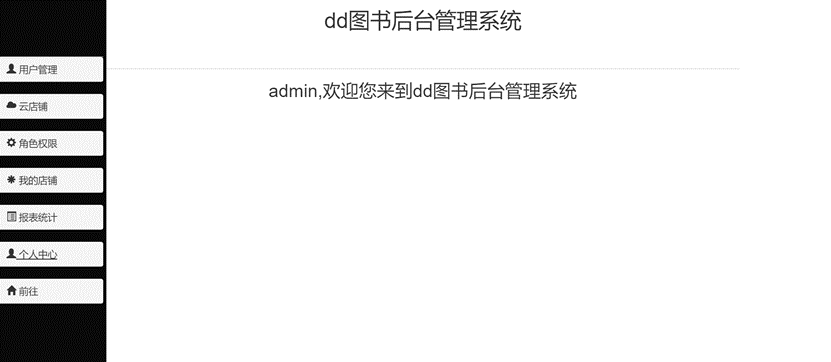 dd图书后台管理系统
用户管理
admin,欢迎您来到dd图书后台管理系统
云店铺
角色权限
我的店铺
报表统计
个人中心
前往